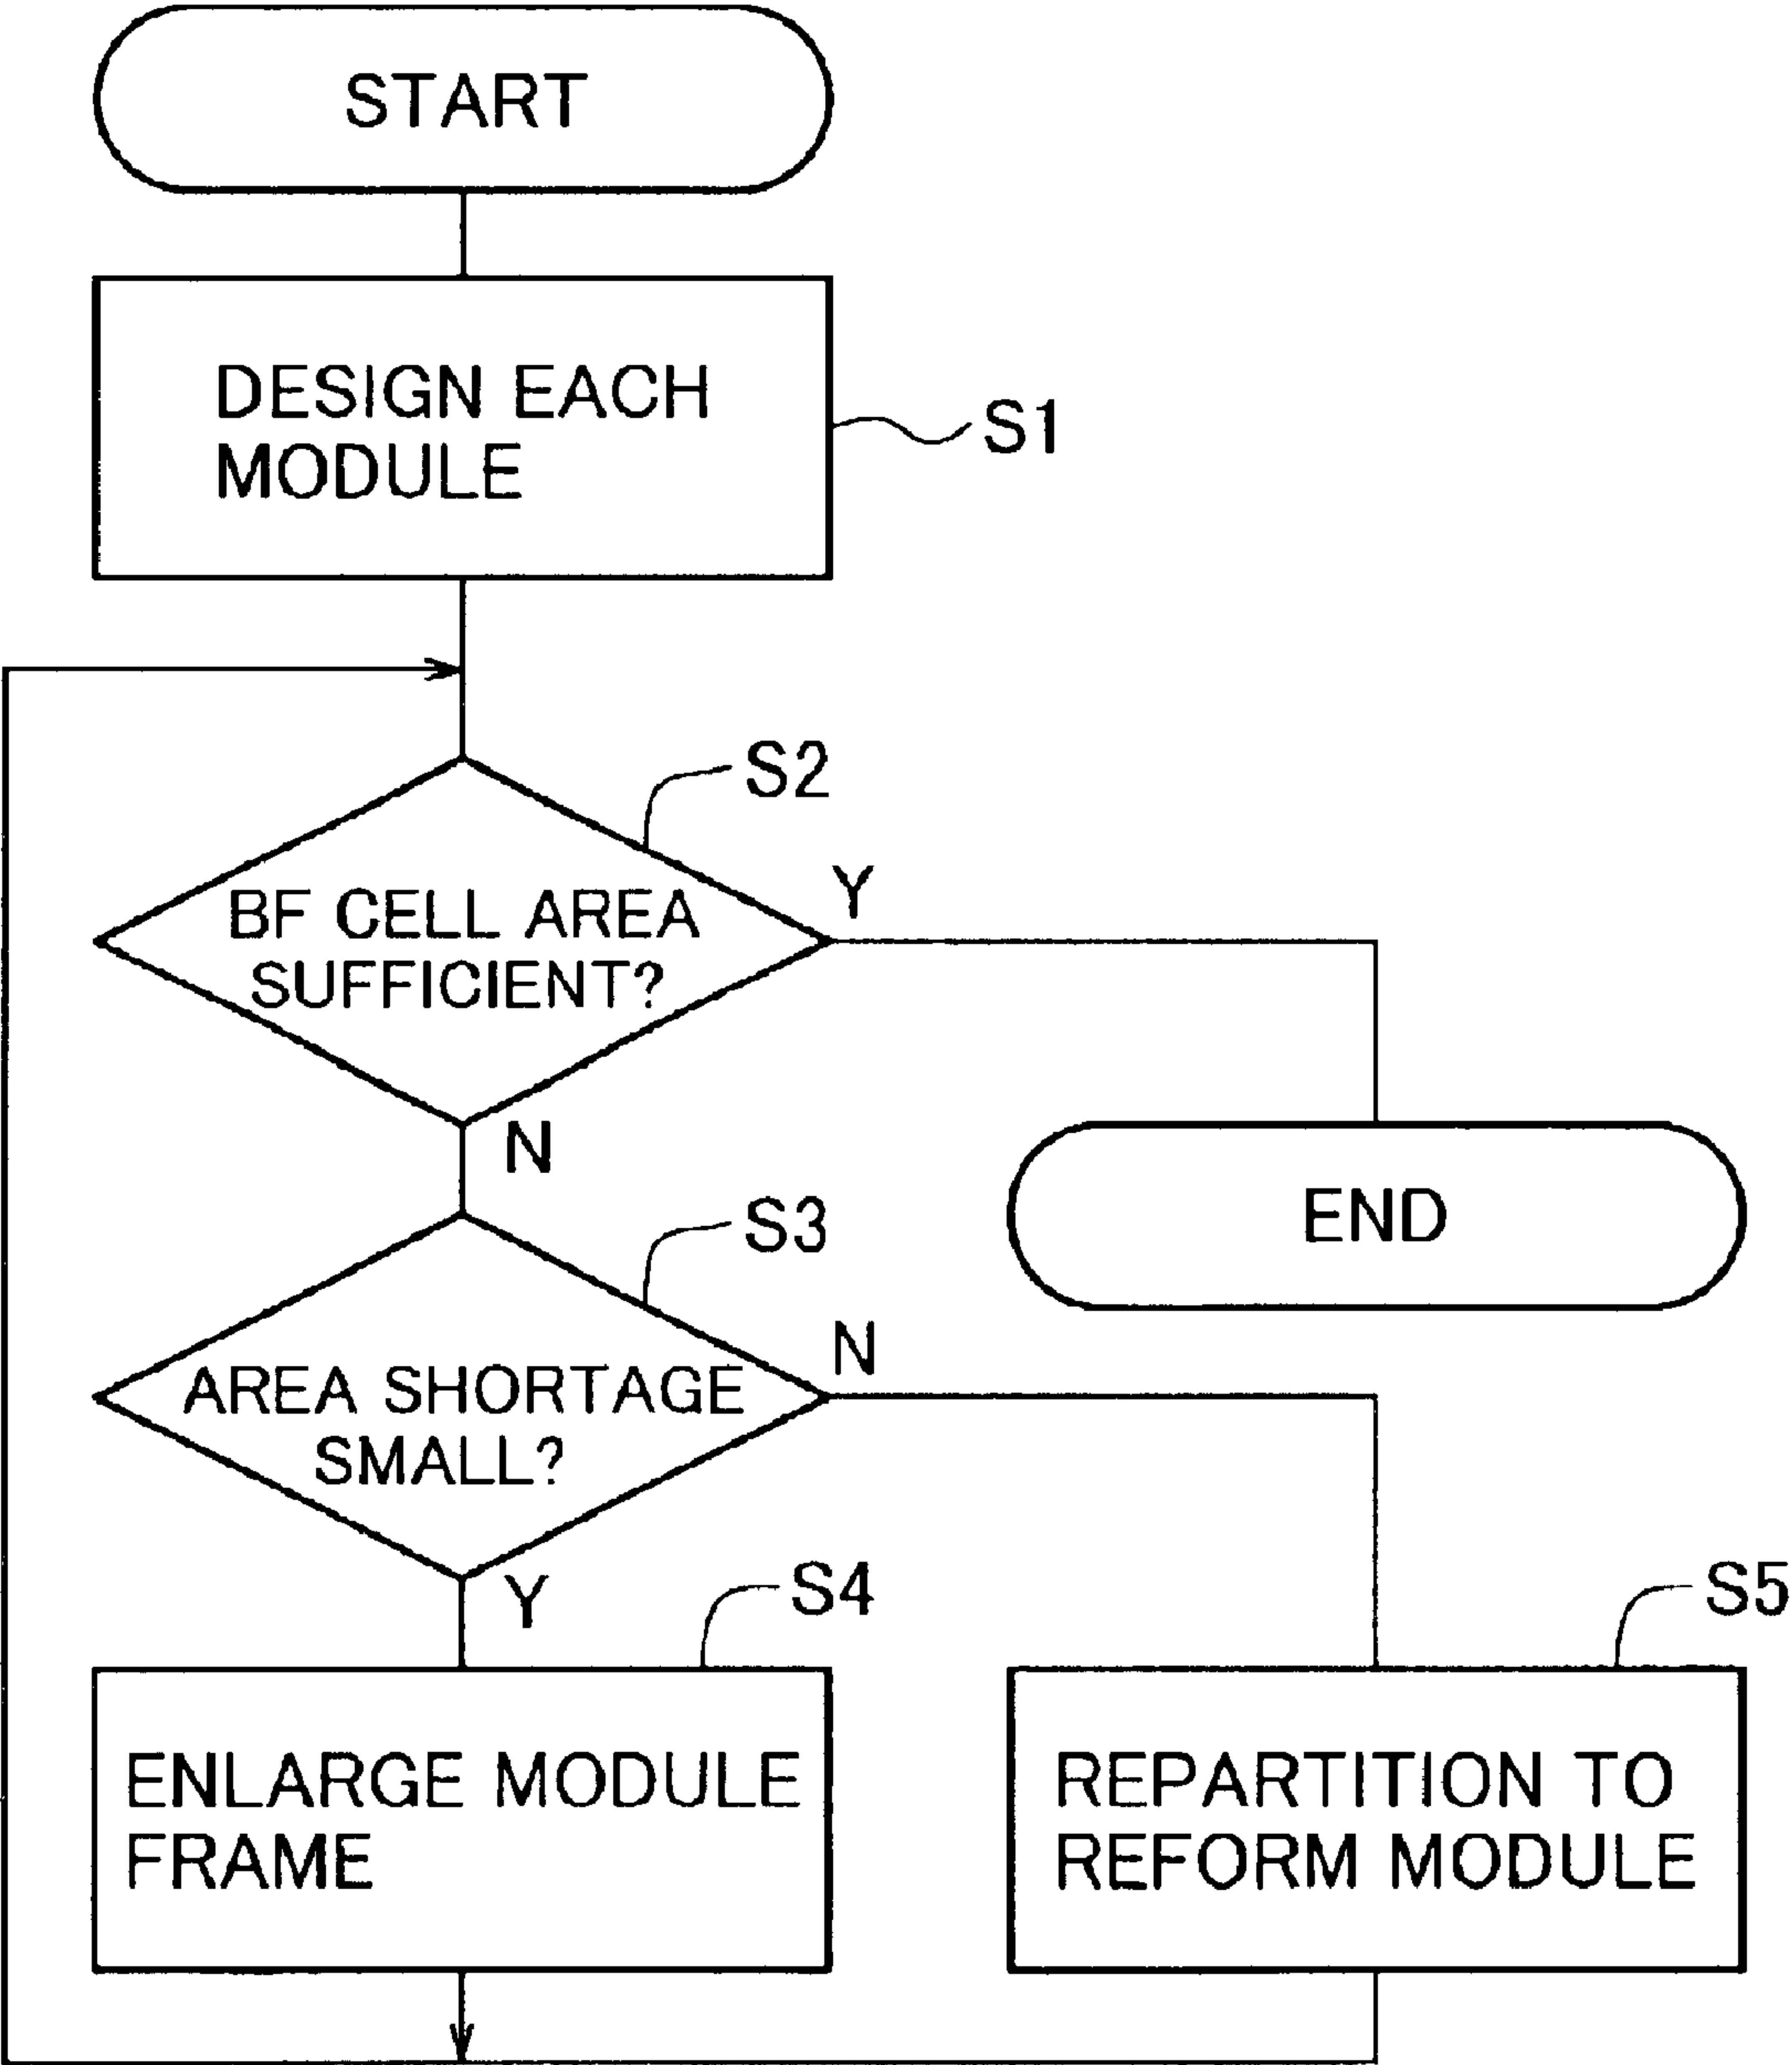 START
DESIGN EACH
MODULE
S1
S2
BF CELL AREA
SUFFICIENT?
Y
N
END
S3
AREA SHORTAGE
SMALL?
N
Y
S4
ENLARGE MODULE
FRAME
S5
REPARTITION TO
REFORM MODULE